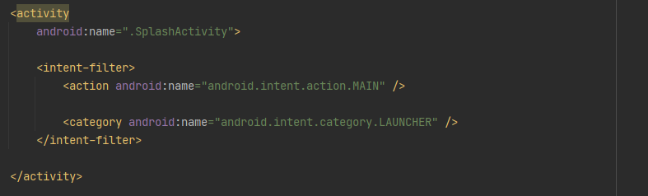 <activity
android:name=".SplashActivity">
<intent-filter>
<action android:name="android.intent.action.MAIN" />
<category android:name="android.intent.category.LAUNCHER" />
</intent-filter>
</activity>